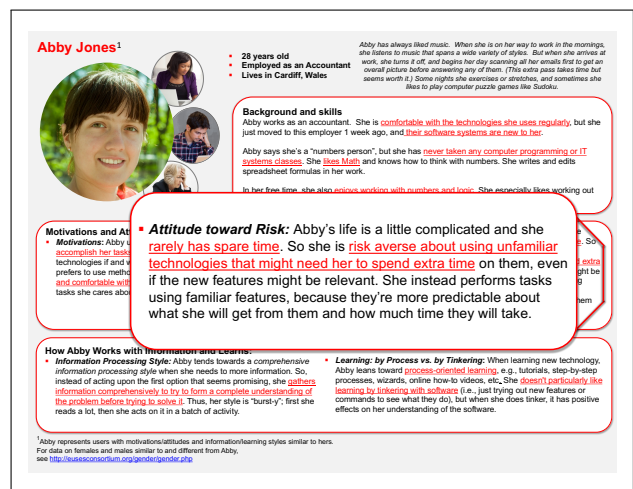 Abby Jones1
▪ 28 years old
▪ Employed as an Accountant
▪ Lives in Cardiff, Wales
Abby has always liked music. When she is on her way to work in the mornings,
she listens to music that spans a wide variety of styles. But when she arrives at
work, she turns it off, and begins her day scanning all her emails first to get an
overall picture before answering any of them. (This extra pass takes time but
seems worth it.) Some nights she exercises or stretches, and sometimes she
likes to play computer puzzle games like Sudoku.
Background and skills
Abby works as an accountant. She is comfortable with the technologies she uses regularly, but she
just moved to this employer 1 week ago, and their software systems are new to her.
Abby says she's a "numbers person", but she has never taken any computer programming or IT
systems classes. She likes Math and knows how to think with numbers. She writes and edits
spreadsheet formulas in her work.
In her free time, she also enjoys working with numbers and logic. She especially likes working out
Motivations and
▪ Motivations: Abby
accomplish her tasks
technologies if and
prefers to use
and comfortable with
tasks she cares
▪ Attitude toward Risk: Abby's life is a little complicated and she
rarely has spare time. So she is risk averse about using unfamiliar
technologies that might need her to spend extra time on them, even
if the new features might be relevant. She instead performs tasks
using familiar features, because they're more predictable about
what she will get from them and how much time they will take.
So
extra
be
How Abby Works with Information and Learns:
▪ Information Processing Style: Abby tends towards a comprehensive
information processing style when she needs to more information. So,
instead of acting upon the first option that seems promising, she gathers
information comprehensively to try to form a complete understanding of
the problem before trying to solve it. Thus, her style is "burst-y"; first she
reads a lot, then she acts on it in a batch of activity.
▪ Learning: by Process vs. by Tinkering: When learning new technology,
Abby leans toward process-oriented learning, e.g., tutorials, step-by-step
processes, wizards, online how-to videos, etc. She doesn't particularly like
learning by tinkering with software (i.e., just trying out new features or
commands to see what they do), but when she does tinker, it has positive
effects on her understanding of the software.
1Abby represents users with motivations/attitudes and information/learning styles similar to hers.
For data on females and males similar to and different from Abby,
see http://eusesconsortium.org/gender/gender.php